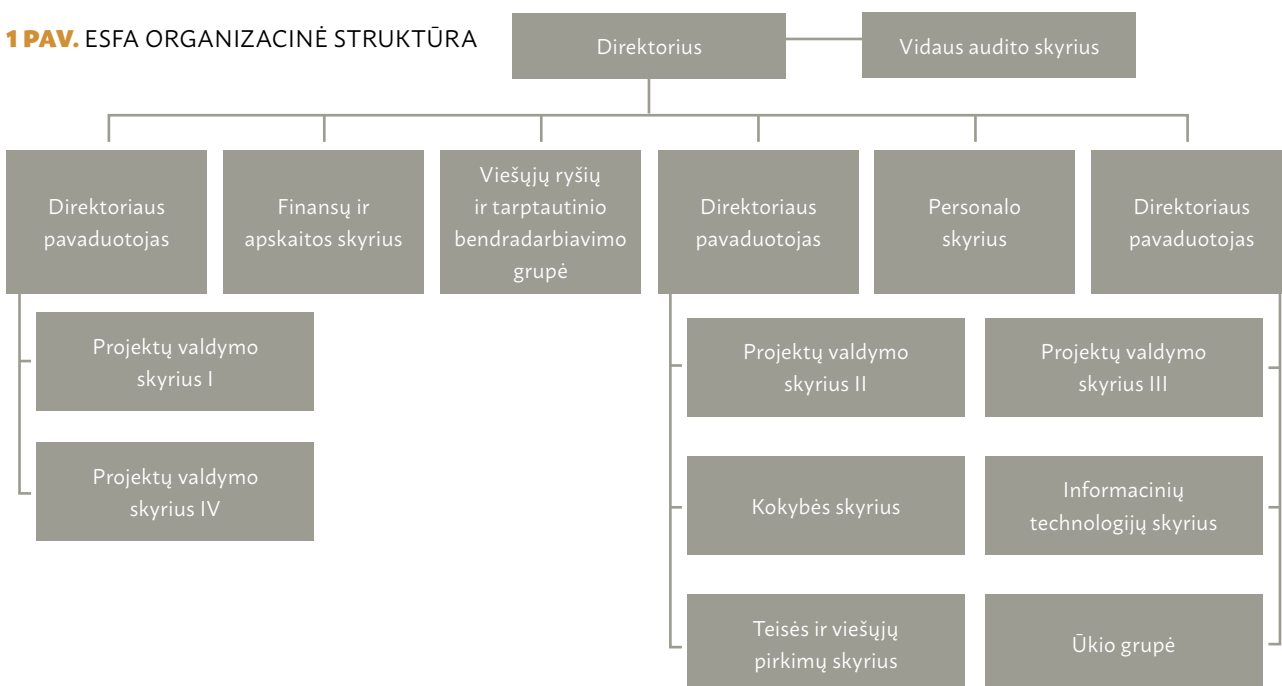 1 PAV. ESFA ORGANIZACINĖ STRUKTŪRA
Direktorius
Vidaus audito skyrius
Direktoriaus
pavaduotojas
Finansų ir
apskaitos skyrius
Viešųjų ryšių
ir tarptautinio
bendradarbiavimo
grupė
Direktoriaus
pavaduotojas
Personalo
skyrius
Direktoriaus
pavaduotojas
Projektų valdymo
skyrius I
Projektų valdymo
skyrius IV
Projektų valdymo
skyrius II
Kokybės skyrius
Teisės ir viešųjų
pirkimų skyrius
Projektų valdymo
skyrius III
Informacinių
technologijų skyrius
Ūkio grupė